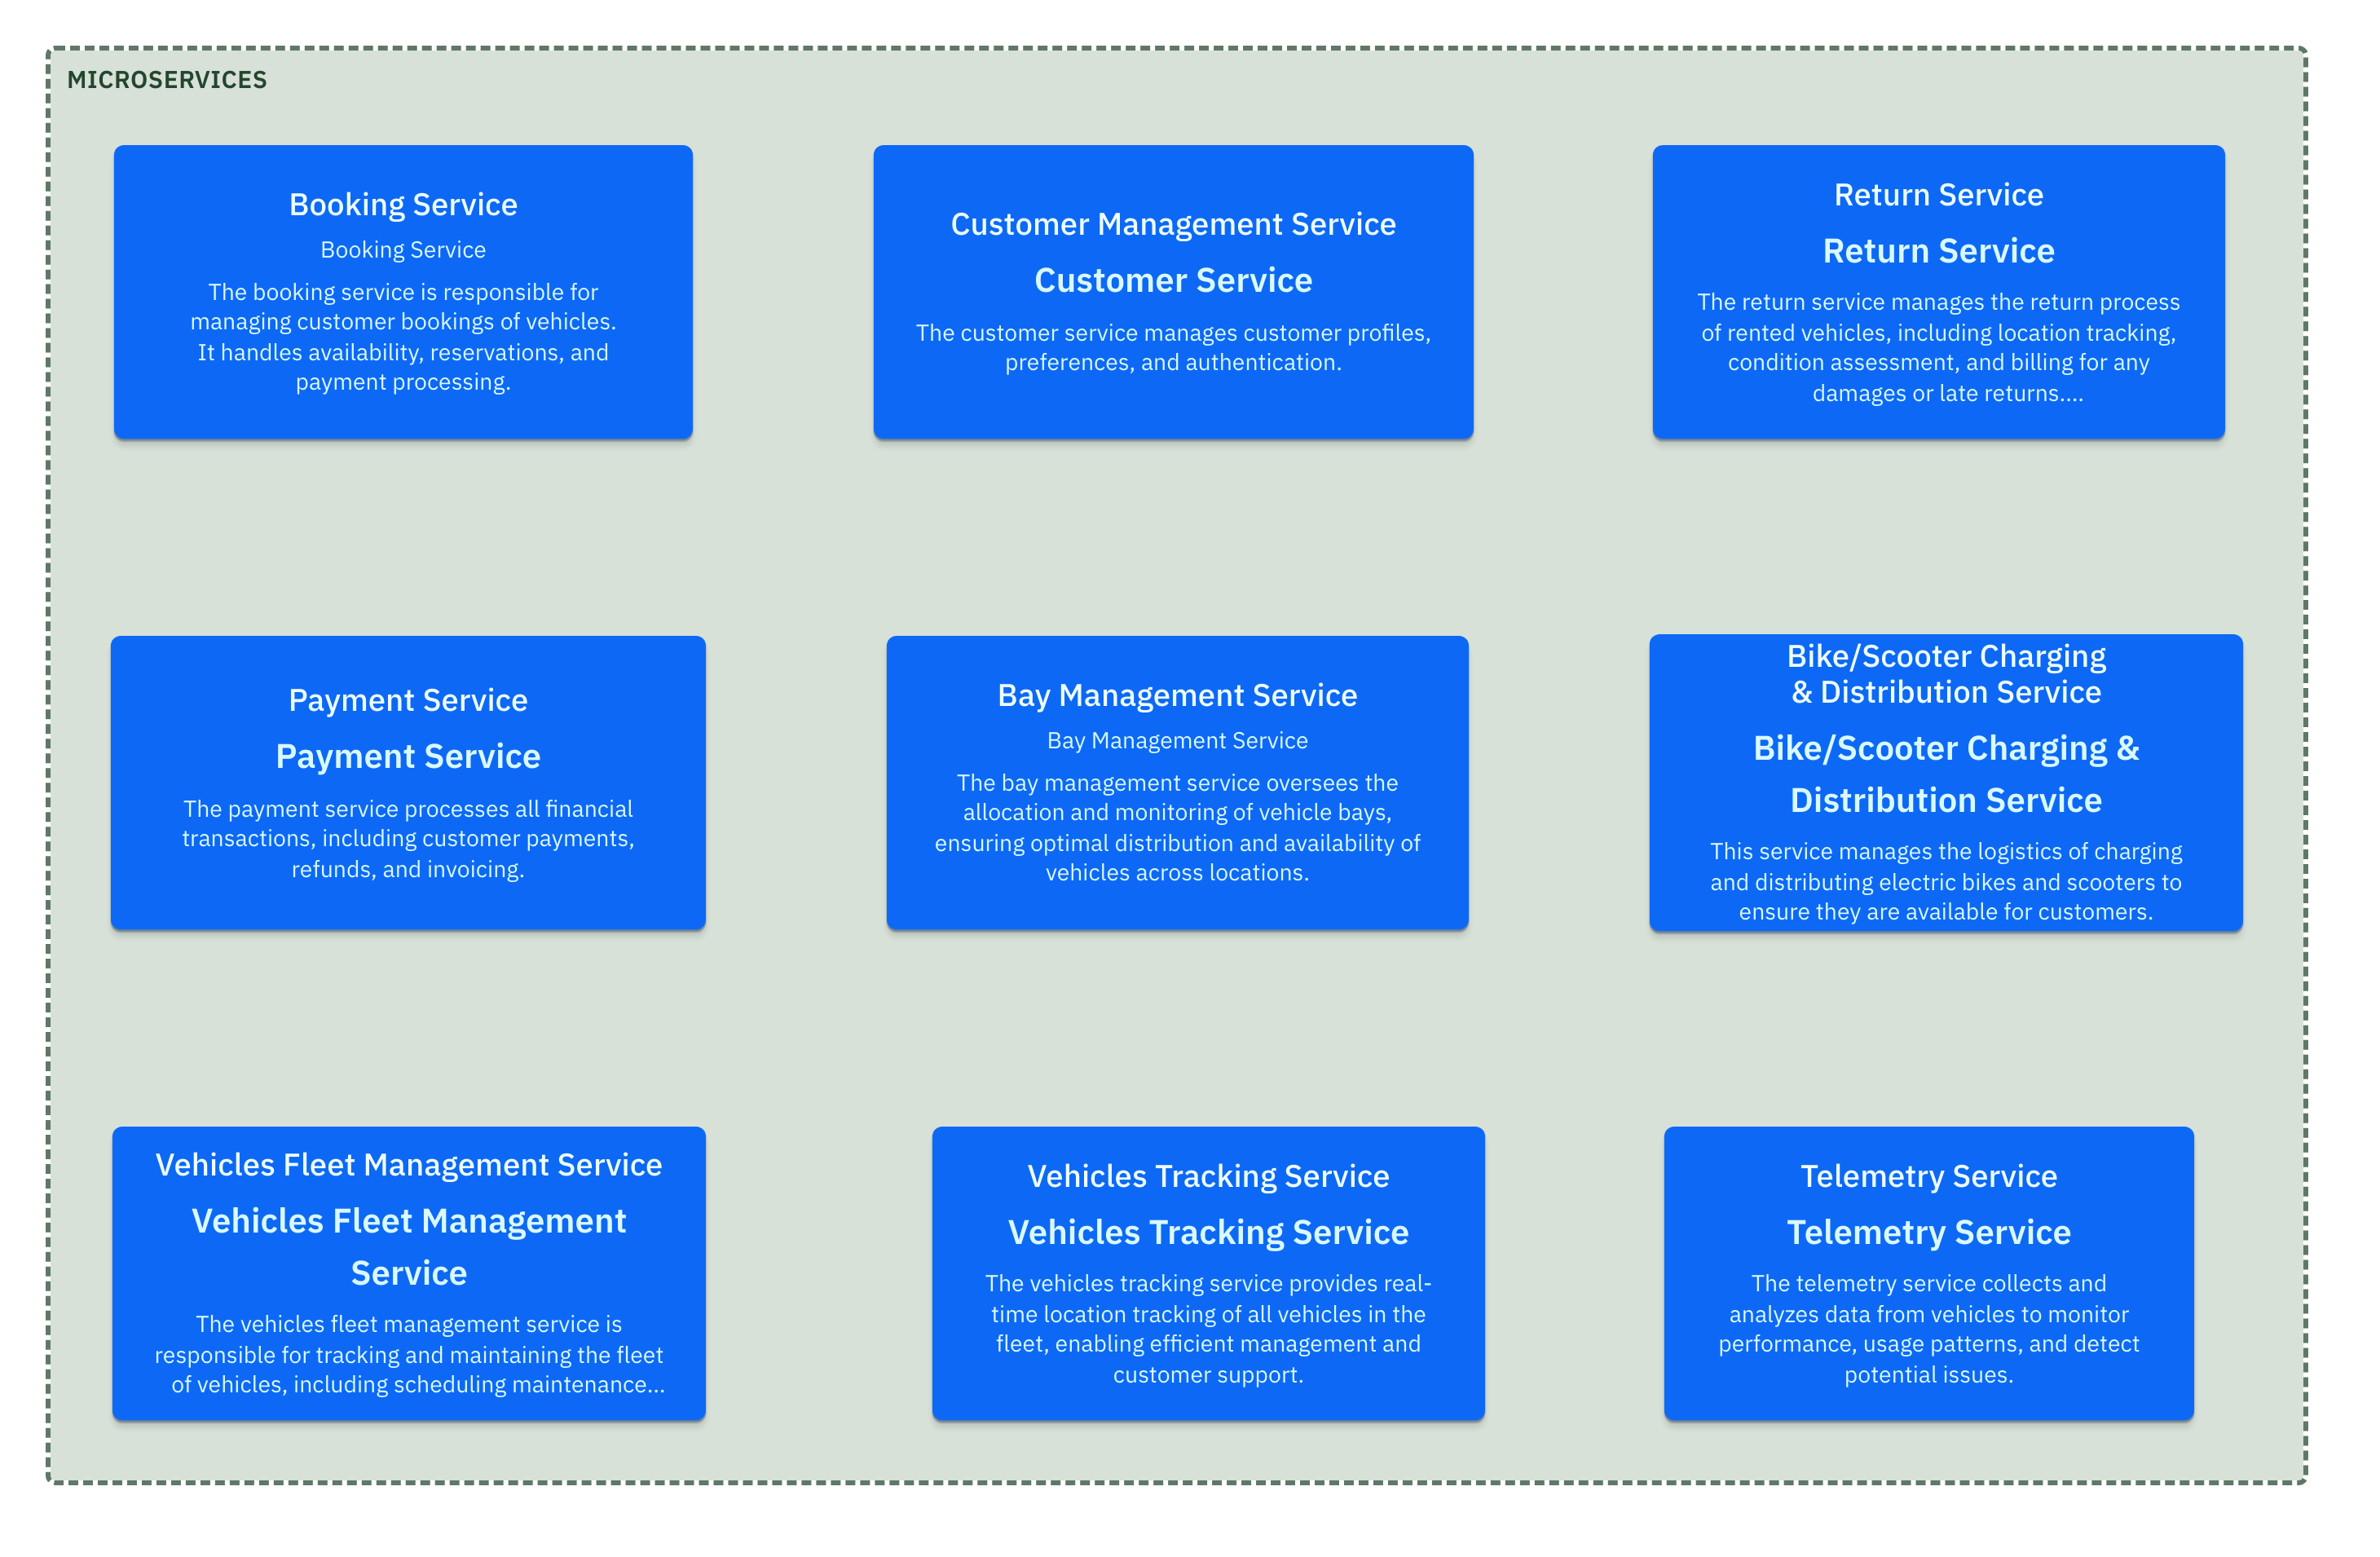 MICROSERVICES
Booking Service
Booking Service
The booking service is responsible for
managing customer bookings of vehicles.
It handles availability, reservations, and
payment processing.
Customer Management Service
Customer Service
The customer service manages customer profiles,
preferences, and authentication.
Return Service
Return Service
The return service manages the return process
of rented vehicles, including location tracking,
condition assessment, and billing for any
damages or late returns....
Payment Service
Payment Service
The payment service processes all financial
transactions, including customer payments,
refunds, and invoicing.
Bay Management Service
Bay Management Service
The bay management service oversees the
allocation and monitoring of vehicle bays,
ensuring optimal distribution and availability of
vehicles across locations.
Bike/Scooter Charging
& Distribution Service
Bike/Scooter Charging &
Distribution Service
This service manages the logistics of charging
and distributing electric bikes and scooters to
ensure they are available for customers.
Vehicles Fleet Management Service
Vehicles Fleet Management
Service
The vehicles fleet management service is
responsible for tracking and maintaining the fleet
of vehicles, including scheduling maintenance...
Vehicles Tracking Service
Vehicles Tracking Service
The vehicles tracking service provides real-
time location tracking of all vehicles in the
fleet, enabling efficient management and
customer support.
Telemetry Service
Telemetry Service
The telemetry service collects and
analyzes data from vehicles to monitor
performance, usage patterns, and detect
potential issues.